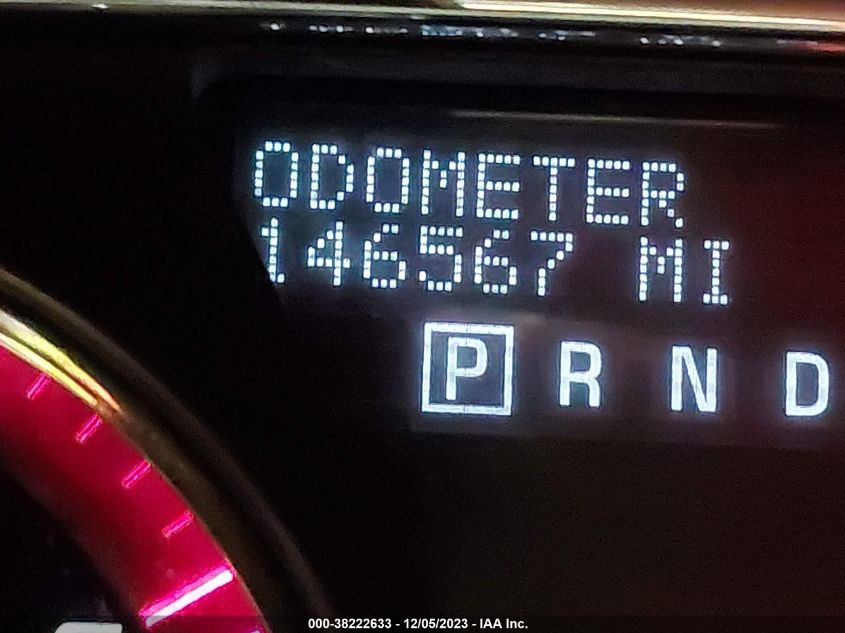 ODOMETER
146567 MI
P R N D
000-38222633 - 12/05/2023 - IAA Inc.